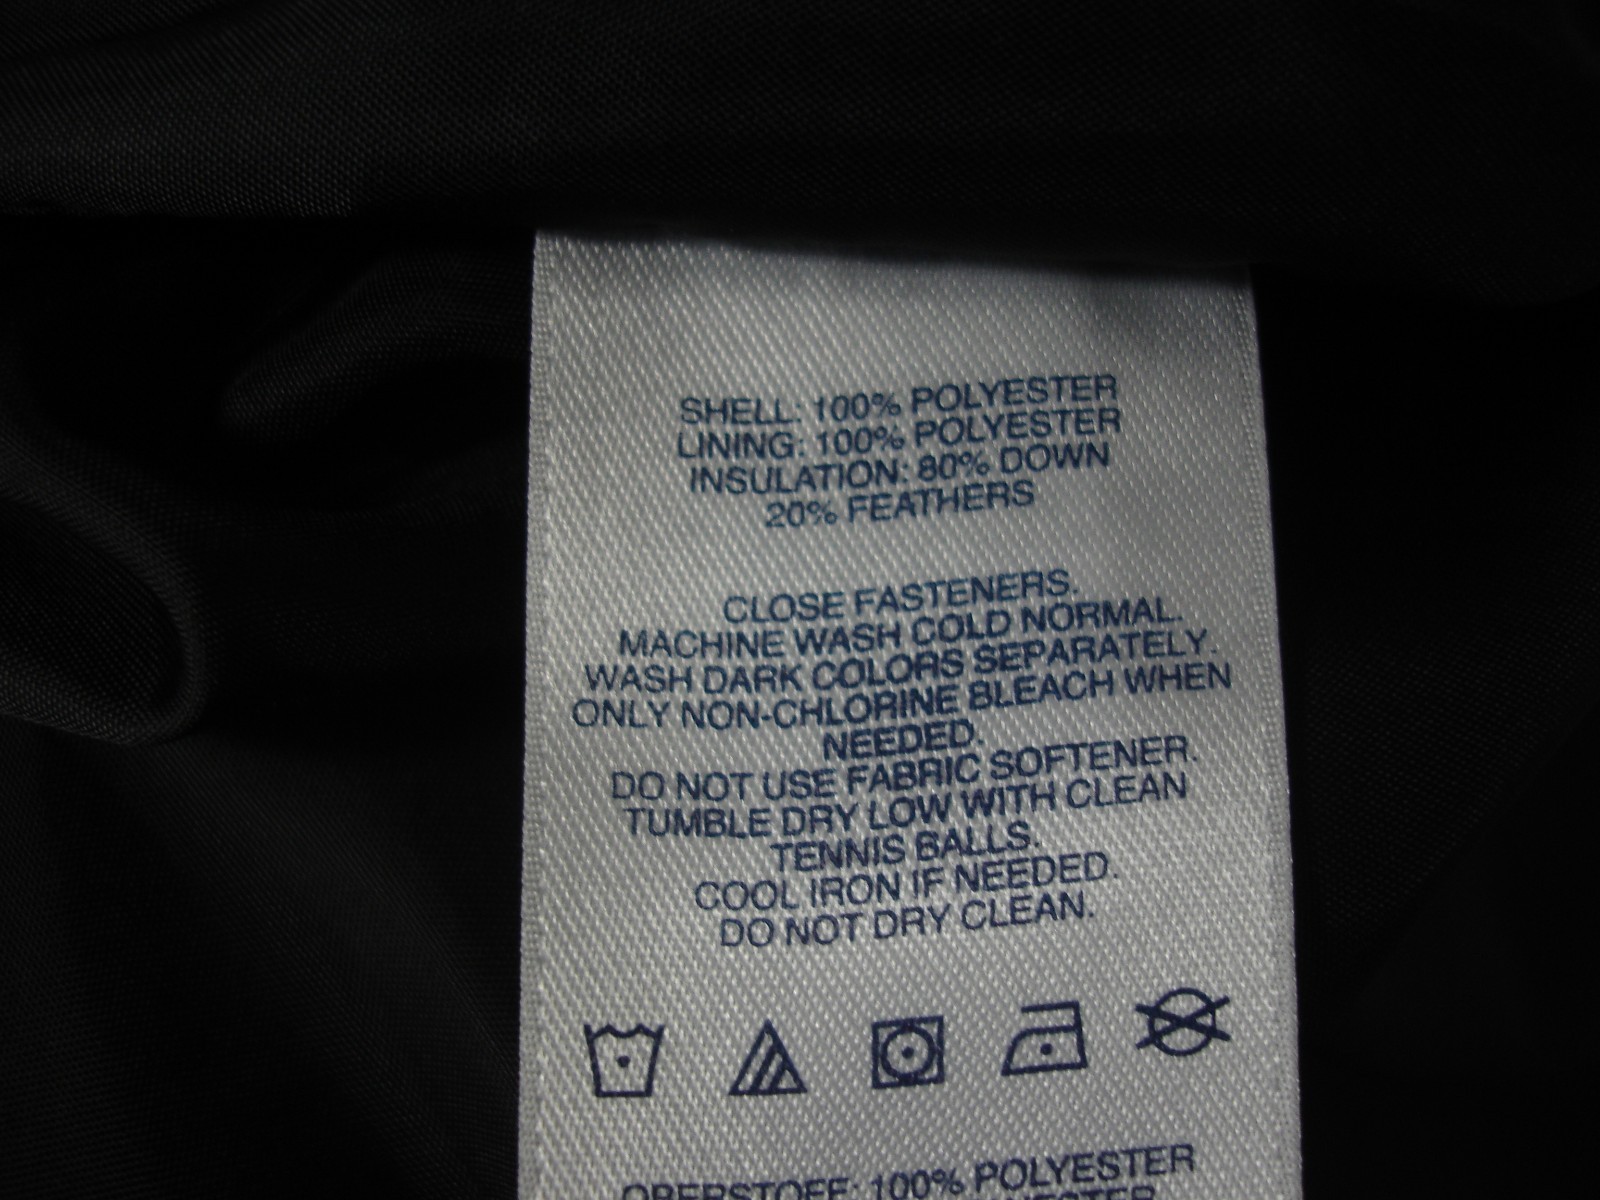 SHELL: 100% POLYESTER
LINING: 100% POLYESTER
INSULATION: 80% DOWN
20% FEATHERS
CLOSE FASTENERS.
MACHINE WASH COLD NORMAL.
WASH DARK COLORS SEPARATELY.
ONLY NON-CHLORINE BLEACH WHEN
NEEDED.
DO NOT USE FABRIC SOFTENER.
TUMBLE DRY LOW WITH CLEAN
TENNIS BALLS.
COOL IRON IF NEEDED.
DO NOT DRY CLEAN.
OBERSTOFF: 100% POLYESTER